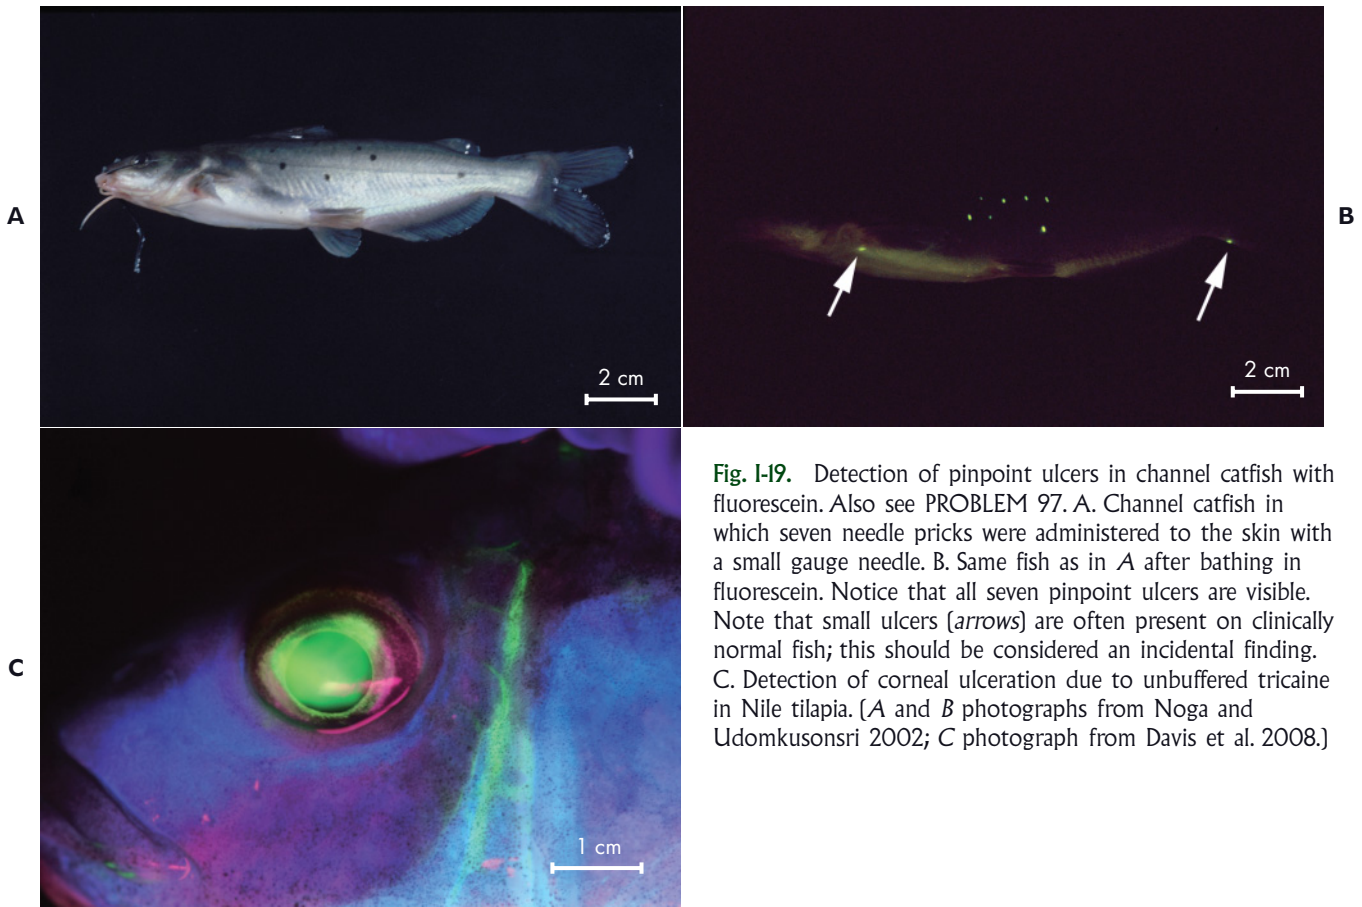 A
2 cm
2 cm
B
C
1 cm
Fig. I-19. Detection of pinpoint ulcers in channel catfish with
fluorescein. Also see PROBLEM 97. A. Channel catfish in
which seven needle pricks were administered to the skin with
a small gauge needle. B. Same fish as in A after bathing in
fluorescein. Notice that all seven pinpoint ulcers are visible.
Note that small ulcers (arrows) are often present on clinically
normal fish; this should be considered an incidental finding.
C. Detection of corneal ulceration due to unbuffered tricaine
in Nile tilapia. (A and B photographs from Noga and
Udomkusonsri 2002; C photograph from Davis et al. 2008.)